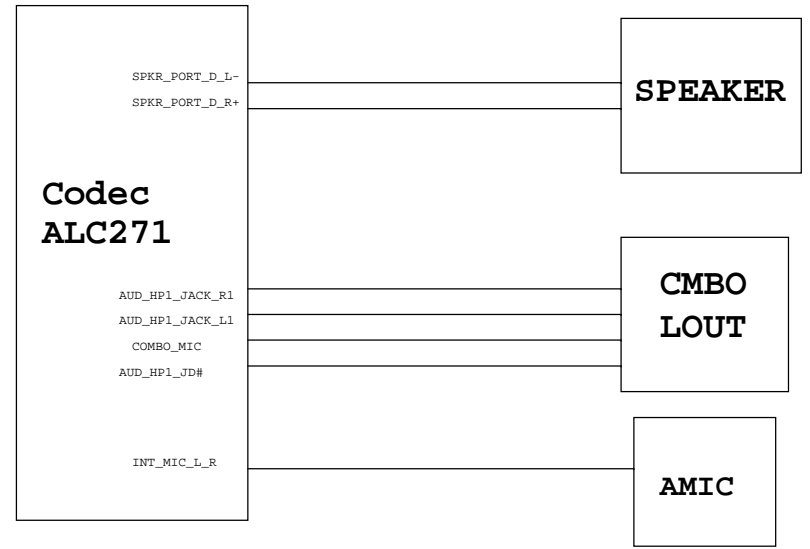 SPKR_PORT_D_L-
SPKR_PORT_D_R+
SPEAKER
Codec
ALC271
AUD_HP1_JACK_R1
AUD_HP1_JACK_L1
COMBO_MIC
AUD_HP1_JD#
CMBO
LOUT
INT_MIC_L_R
AMIC